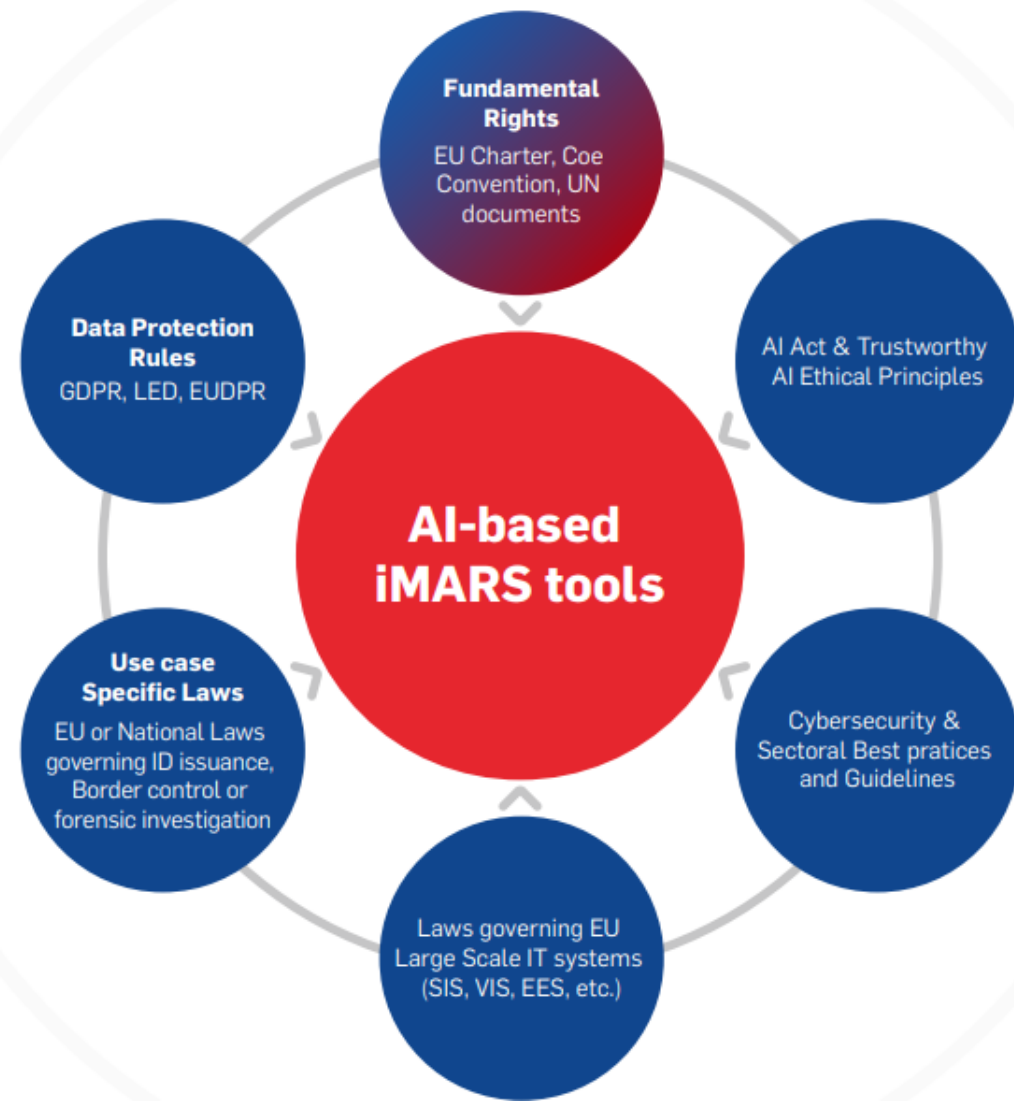 Fundamental
Rights
EU Charter, Coe
Convention, UN
documents
Data Protection
Rules
GDPR, LED, EUDPR
AI Act & Trustworthy
AI Ethical Principles
AI-based
iMARS tools
Use case
Specific Laws
EU or National Laws
governing ID issuance,
Border control or
forensic investigation
Cybersecurity &
Sectoral Best pratices
and Guidelines
Laws governing EU
Large Scale IT systems
(SIS, VIS, EES, etc.)